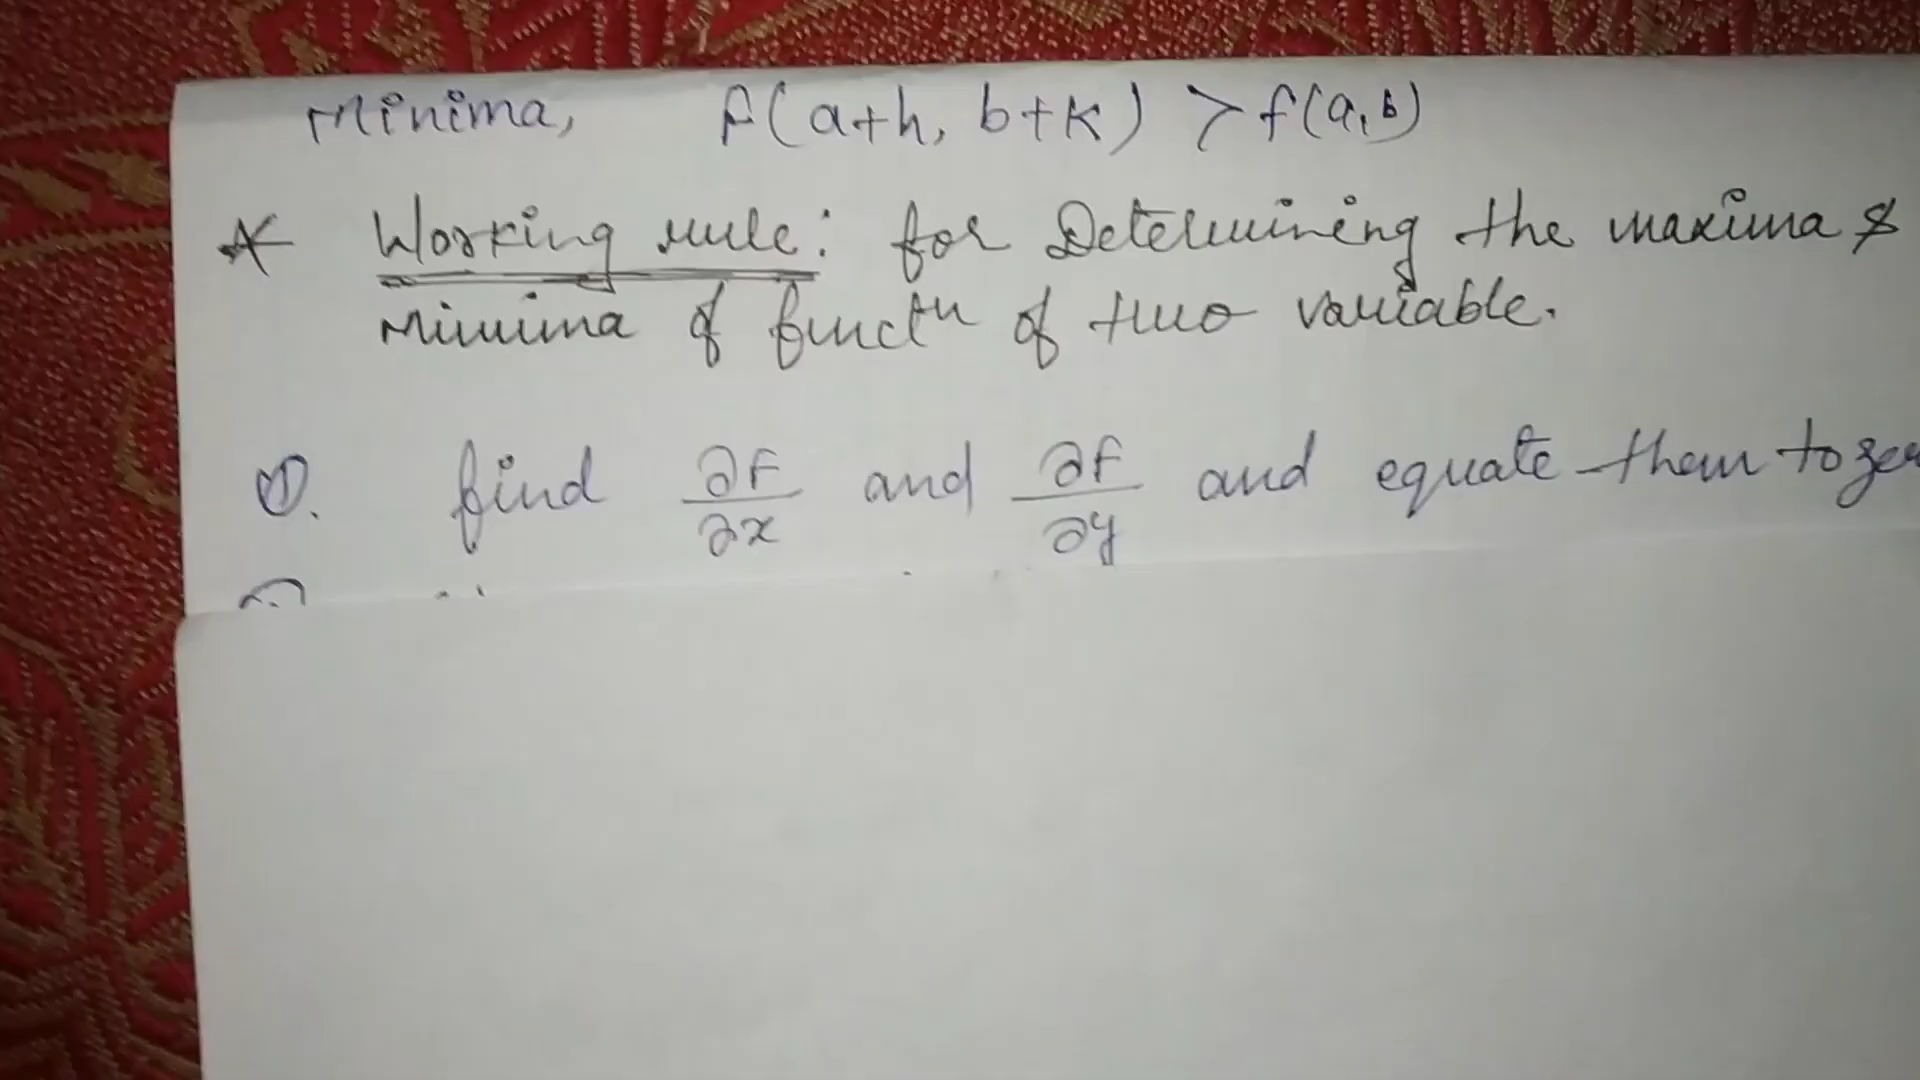 Minima, f(a+h, b+k) > f(a,b)
* Working rule: for Determining the maxima &
Minima of functn of two variable.
①. find ∂f/∂x and ∂f/∂y and equate them to